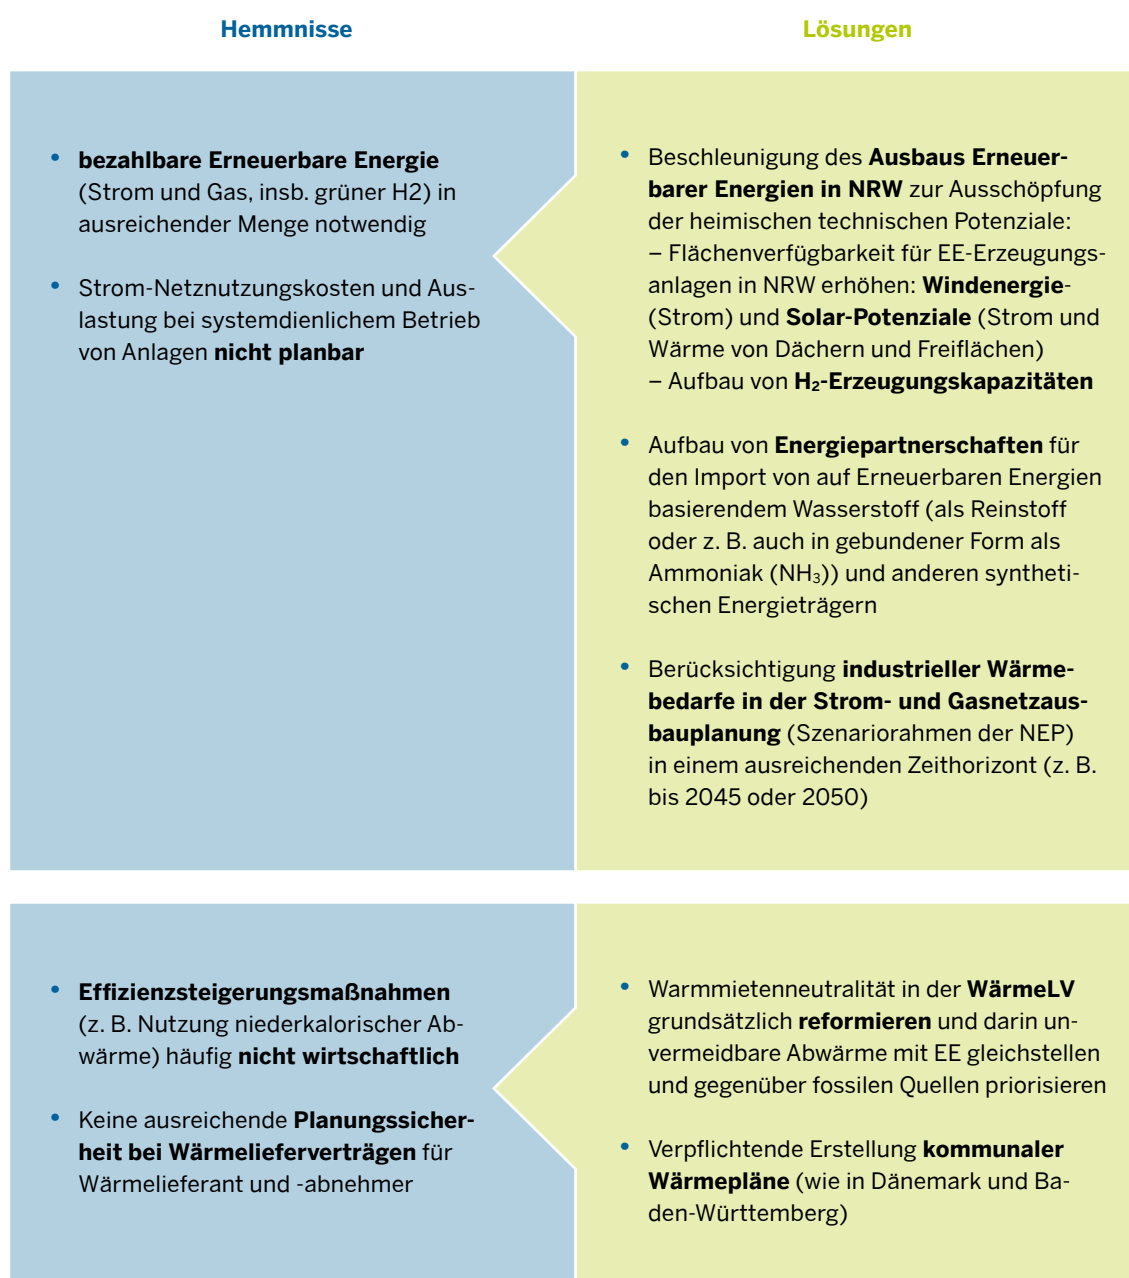 Hemmnisse
Lösungen
• bezahlbare Erneuerbare Energie
(Strom und Gas, insb. grüner H2) in
ausreichender Menge notwendig
• Strom-Netznutzungskosten und Aus-
lastung bei systemdienlichem Betrieb
von Anlagen nicht planbar
• Beschleunigung des Ausbaus Erneuer-
barer Energien in NRW zur Ausschöpfung
der heimischen technischen Potenziale:
– Flächenverfügbarkeit für EE-Erzeugungs-
anlagen in NRW erhöhen: Windenergie-
(Strom) und Solar-Potenziale (Strom und
Wärme von Dächern und Freiflächen)
– Aufbau von H₂-Erzeugungskapazitäten
• Aufbau von Energiepartnerschaften für
den Import von auf Erneuerbaren Energien
basierendem Wasserstoff (als Reinstoff
oder z. B. auch in gebundener Form als
Ammoniak (NH₃)) und anderen syntheti-
schen Energieträgern
• Berücksichtigung industrieller Wärme-
bedarfe in der Strom- und Gasnetzaus-
bauplanung (Szenariorahmen der NEP)
in einem ausreichenden Zeithorizont (z. B.
bis 2045 oder 2050)
• Effizienzsteigerungsmaßnahmen
(z. B. Nutzung niederkalorischer Ab-
wärme) häufig nicht wirtschaftlich
• Keine ausreichende Planungssicher-
heit bei Wärmelieferverträgen für
Wärmelieferant und -abnehmer
• Warmmietenneutralität in der WärmeLV
grundsätzlich reformieren und darin un-
vermeidbare Abwärme mit EE gleichstellen
und gegenüber fossilen Quellen priorisieren
• Verpflichtende Erstellung kommunaler
Wärmepläne (wie in Dänemark und Ba-
den-Württemberg)